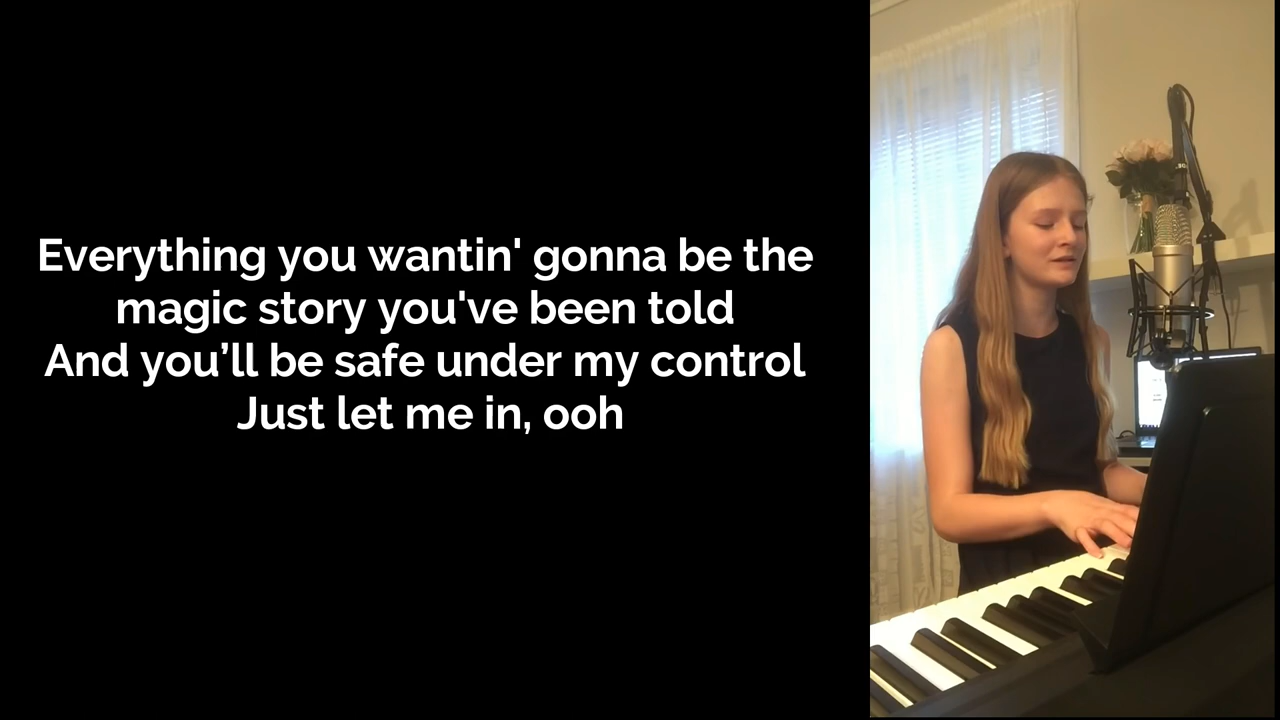 Everything you wantin' gonna be the
magic story you've been told
And you’ll be safe under my control
Just let me in, ooh